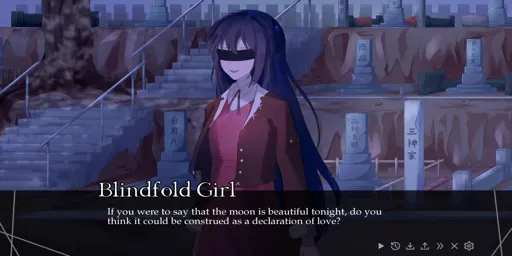 三神家
Blindfold Girl
If you were to say that the moon is beautiful tonight, do you
think it could be construed as a declaration of love?